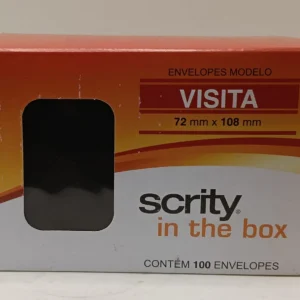 ENVELOPES MODELO
VISITA
72 mm x 108 mm
scrity®
in the box
CONTÉM 100 ENVELOPES